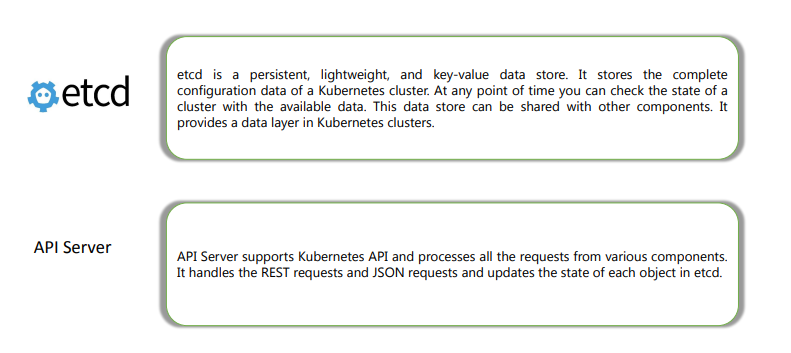 etcd
etcd is a persistent, lightweight, and key-value data store. It stores the complete
configuration data of a Kubernetes cluster. At any point of time you can check the state of a
cluster with the available data. This data store can be shared with other components. It
provides a data layer in Kubernetes clusters.
API Server
API Server supports Kubernetes API and processes all the requests from various components.
It handles the REST requests and JSON requests and updates the state of each object in etcd.